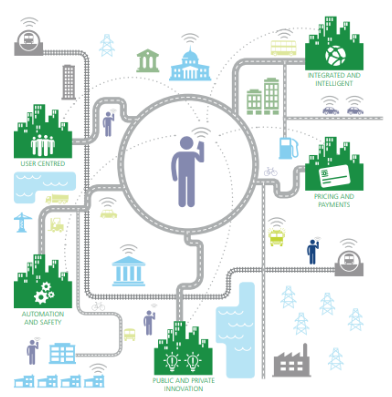 INTEGRATED AND
INTELLIGENT
USER CENTRED
PRICING AND
PAYMENTS
AUTOMATION
AND SAFETY
PUBLIC AND PRIVATE
INNOVATION